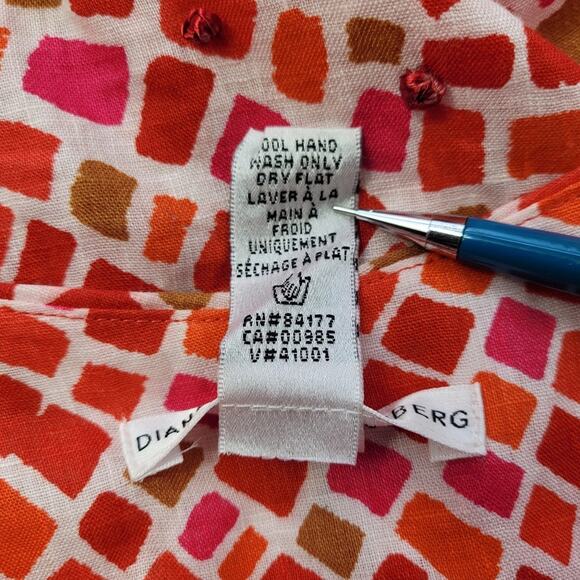 OOL HAND
WASH ONLY
DRY FLAT
LAVER À LA
MAIN À
FROID
UNIQUEMENT
SÉCHAGE À PLAT
RN#84177
CA#00985
V#41001
DIAN BERG